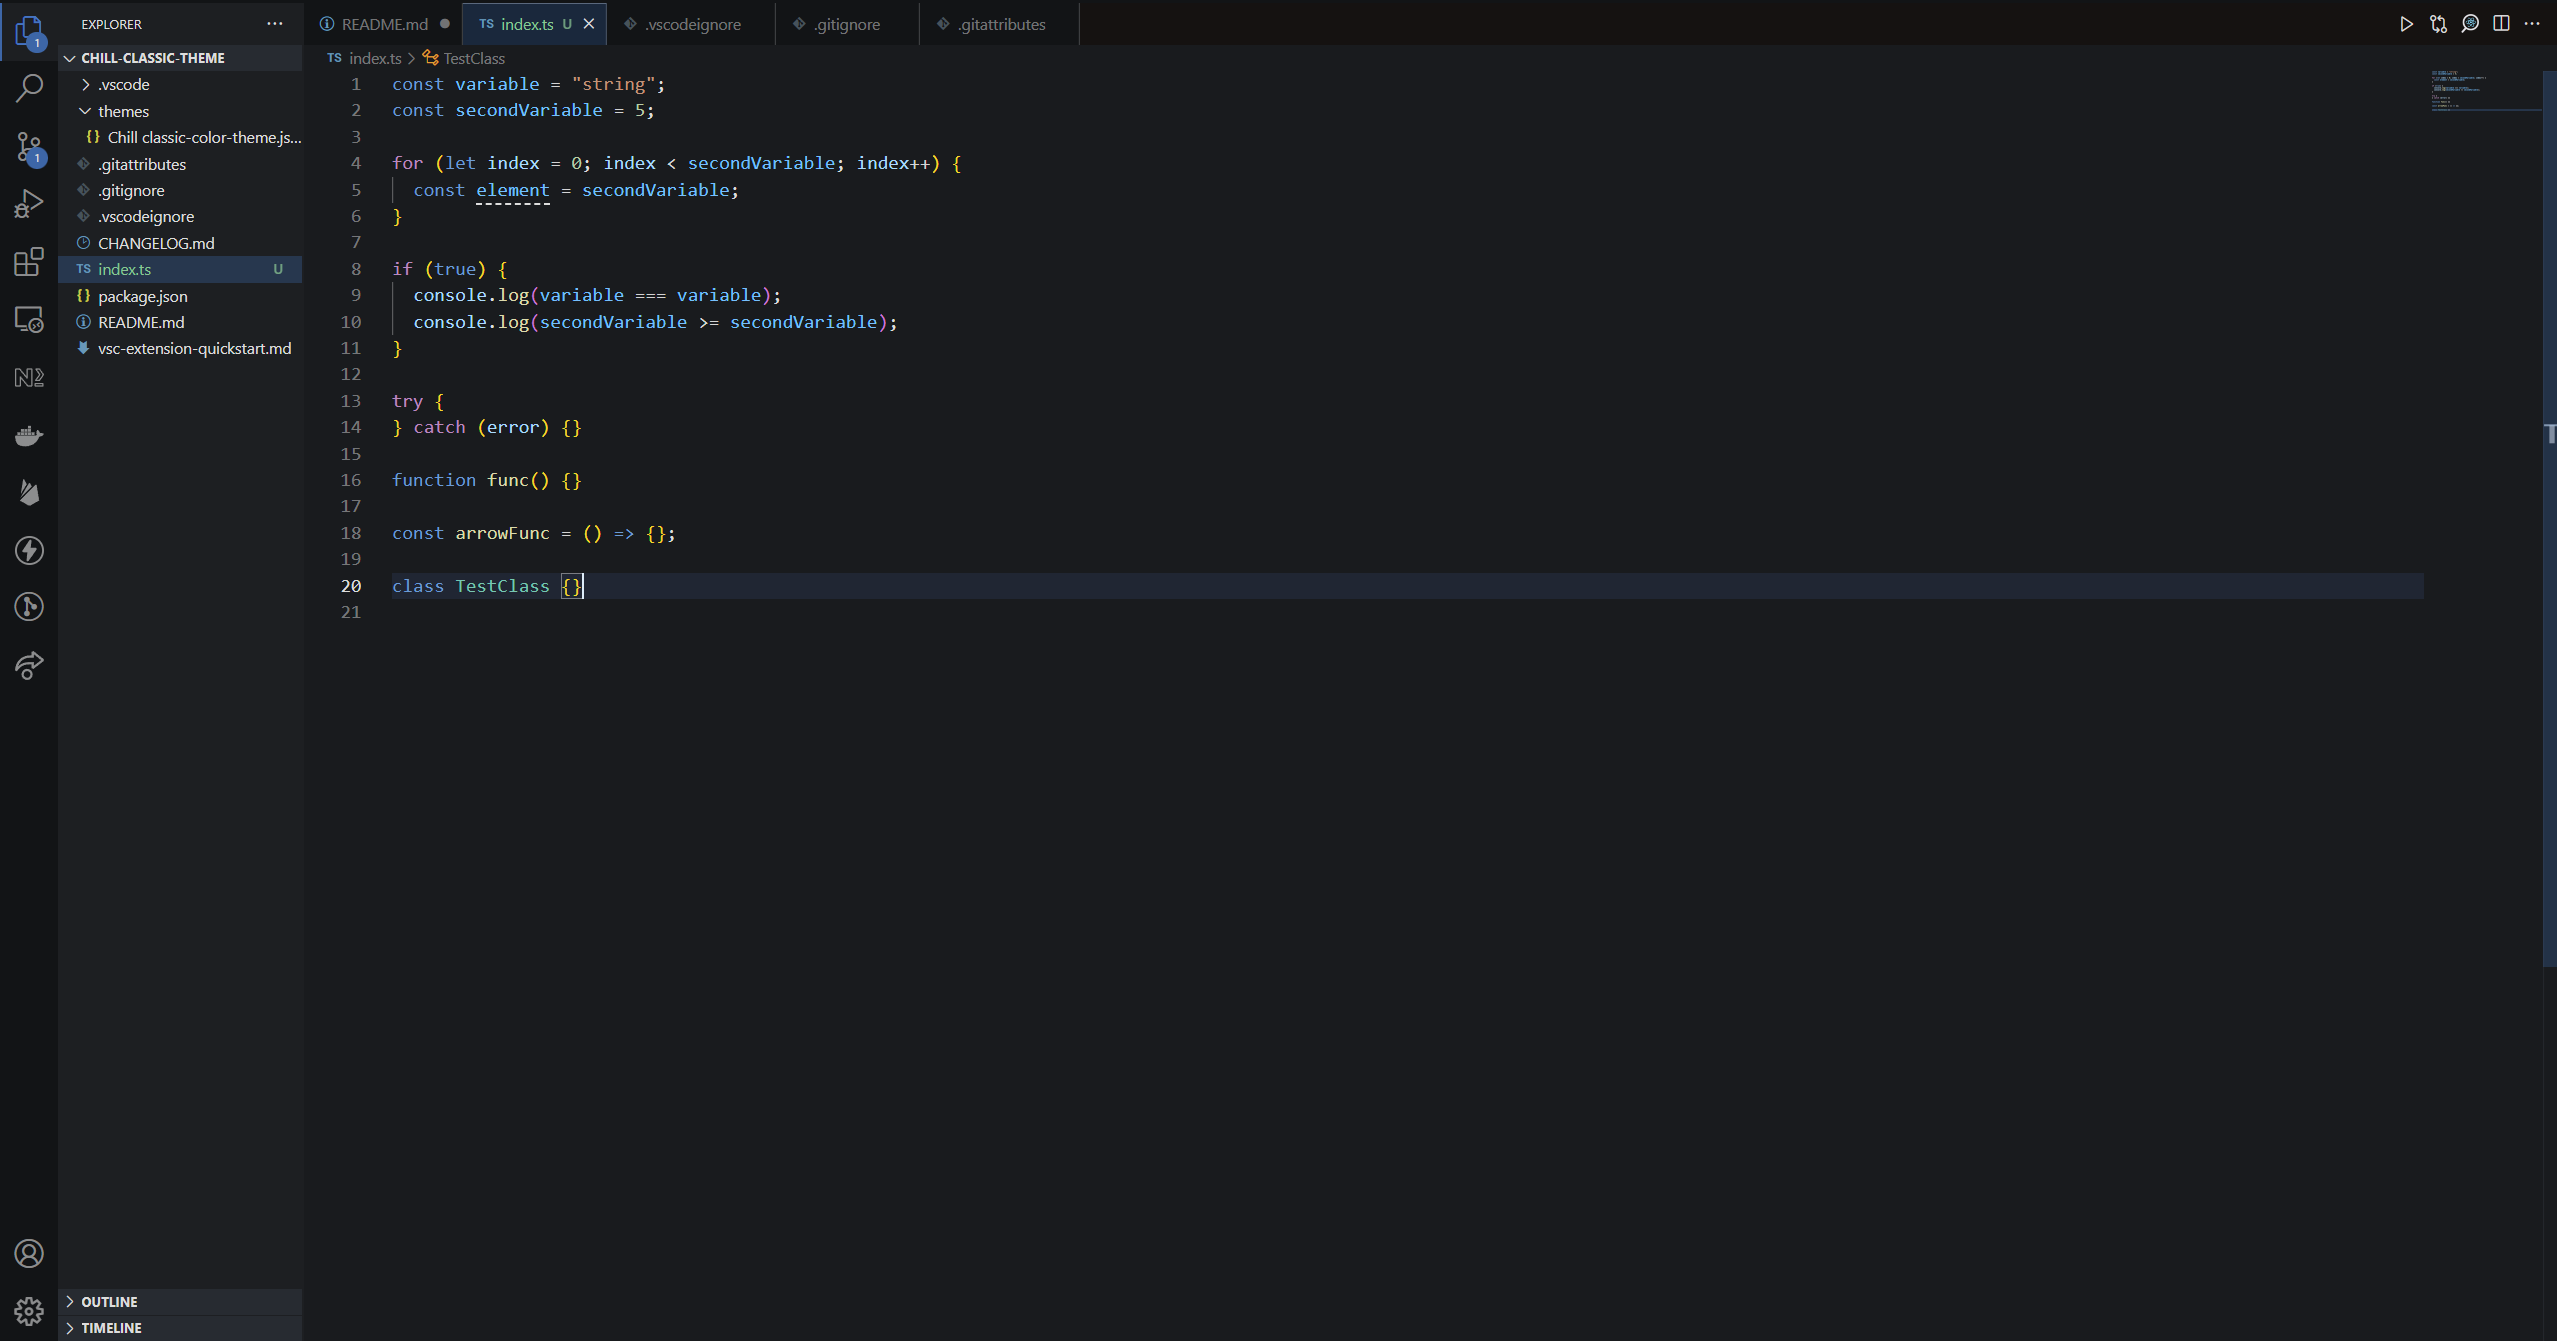 EXPLORER
CHILL-CLASSIC-THEME
.vscode
themes
{} Chill classic-color-theme.js...
.gitattributes
.gitignore
.vscodeignore
CHANGELOG.md
TS index.ts U
{} package.json
README.md
vsc-extension-quickstart.md
OUTLINE
TIMELINE
1
1
README.md
TS index.ts U
.vscodeignore
.gitignore
.gitattributes
TS index.ts > TestClass
1 const variable = "string";
2 const secondVariable = 5;
3
4 for (let index = 0; index < secondVariable; index++) {
5 const element = secondVariable;
6 }
7
8 if (true) {
9 console.log(variable === variable);
10 console.log(secondVariable >= secondVariable);
11 }
12
13 try {
14 } catch (error) {}
15
16 function func() {}
17
18 const arrowFunc = () => {};
19
20 class TestClass {}
21